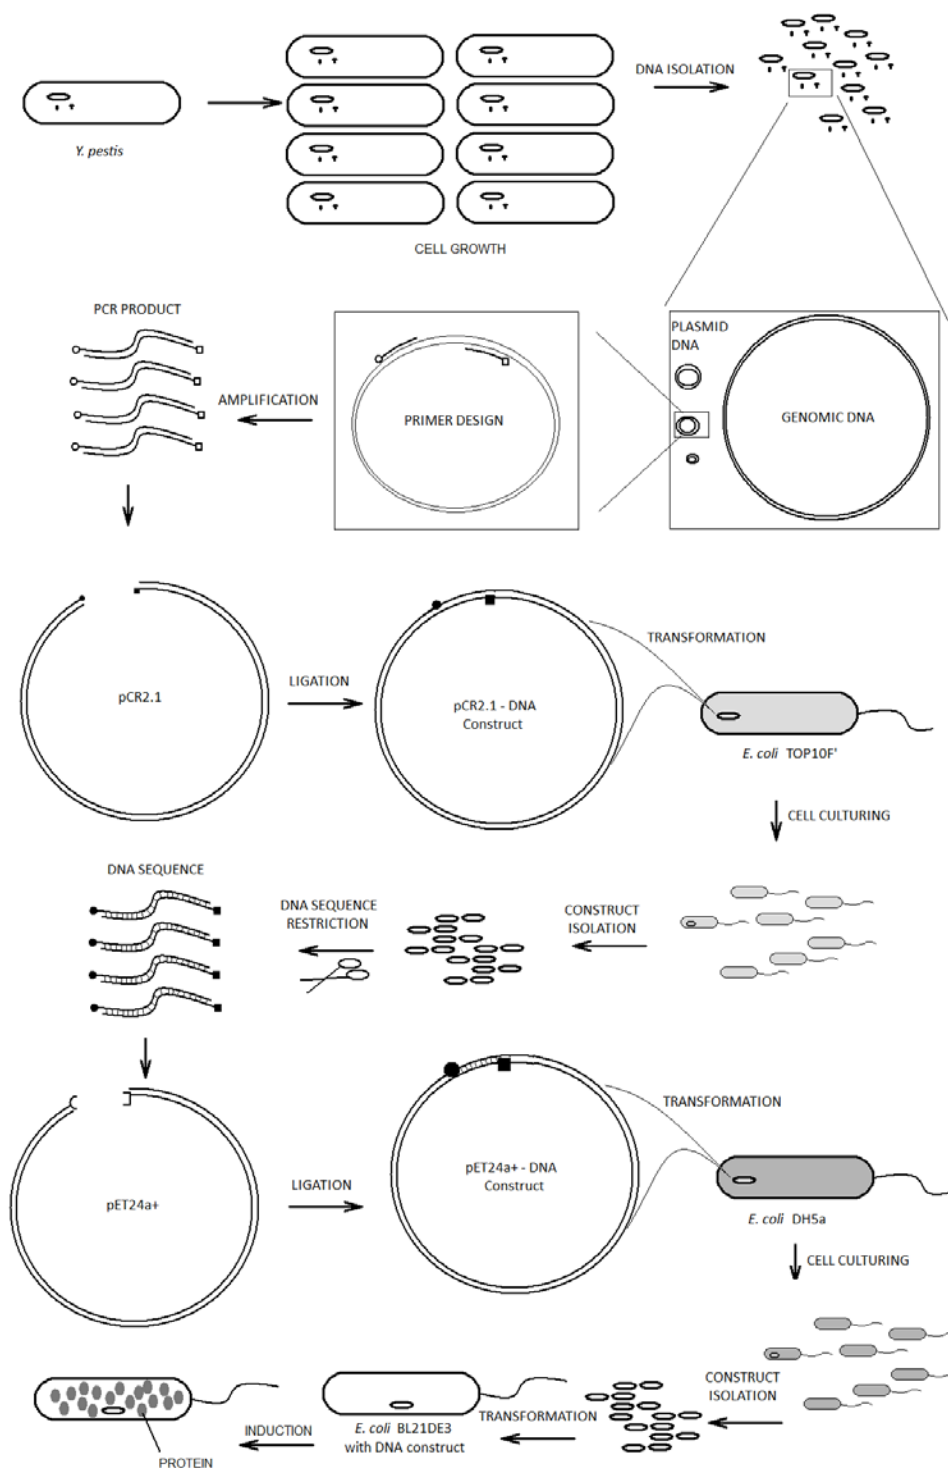 DNA ISOLATION
Y. pestis
CELL GROWTH
PCR PRODUCT
PLASMID
DNA
AMPLIFICATION
PRIMER DESIGN
GENOMIC DNA
pCR2.1
LIGATION
pCR2.1 - DNA
Construct
TRANSFORMATION
E. coli TOP10F'
CELL CULTURING
DNA SEQUENCE
DNA SEQUENCE
RESTRICTION
CONSTRUCT
ISOLATION
pET24a+
LIGATION
pET24a+ - DNA
Construct
TRANSFORMATION
E. coli DH5a
CELL CULTURING
CONSTRUCT
ISOLATION
TRANSFORMATION
E. coli BL21DE3
with DNA construct
INDUCTION
PROTEIN